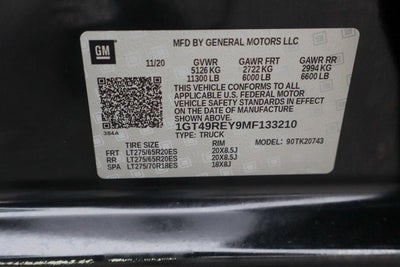 GM
MFD BY GENERAL MOTORS LLC
11/20 GVWR GAWR FRT GAWR RR
5126 KG 2722 KG 2994 KG
11300 LB 6000 LB 6600 LB
THIS VEHICLE CONFORMS TO ALL
APPLICABLE U.S. FEDERAL MOTOR
VEHICLE SAFETY STANDARDS IN EFFECT ON
THE DATE OF MANUFACTURE SHOWN ABOVE.
1GT49REY9MF133210
384A
TYPE: TRUCK MODEL: 90TK20743
TIRE SIZE RIM
FRT LT275/65R20ES 20X8.5J
RR LT275/65R20ES 20X8.5J
SPA LT275/70R18ES 18X8J